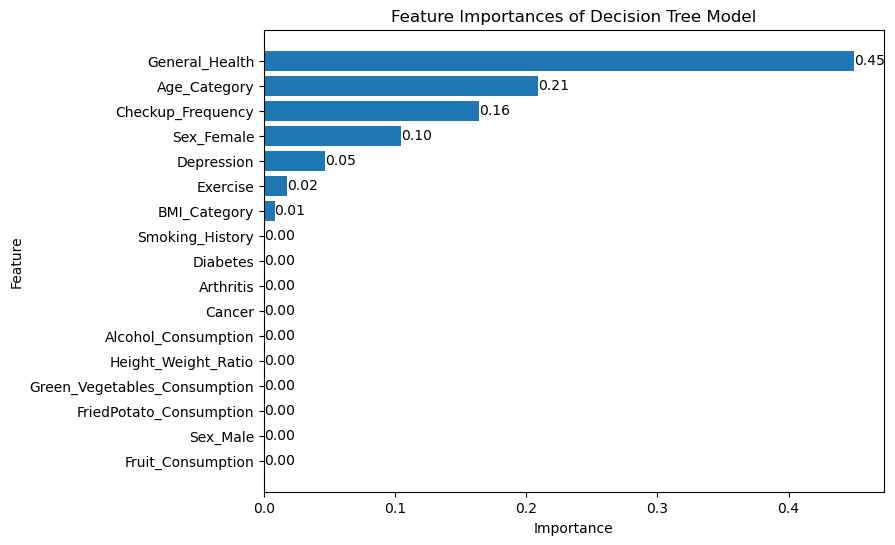 Feature Importances of Decision Tree Model
General_Health 0.45
Age_Category 0.21
Checkup_Frequency 0.16
Sex_Female 0.10
Depression 0.05
Exercise 0.02
BMI_Category 0.01
Smoking_History 0.00
Diabetes 0.00
Arthritis 0.00
Cancer 0.00
Alcohol_Consumption 0.00
Height_Weight_Ratio 0.00
Green_Vegetables_Consumption 0.00
FriedPotato_Consumption 0.00
Sex_Male 0.00
Fruit_Consumption 0.00
Feature
0.0 0.1 0.2 0.3 0.4
Importance